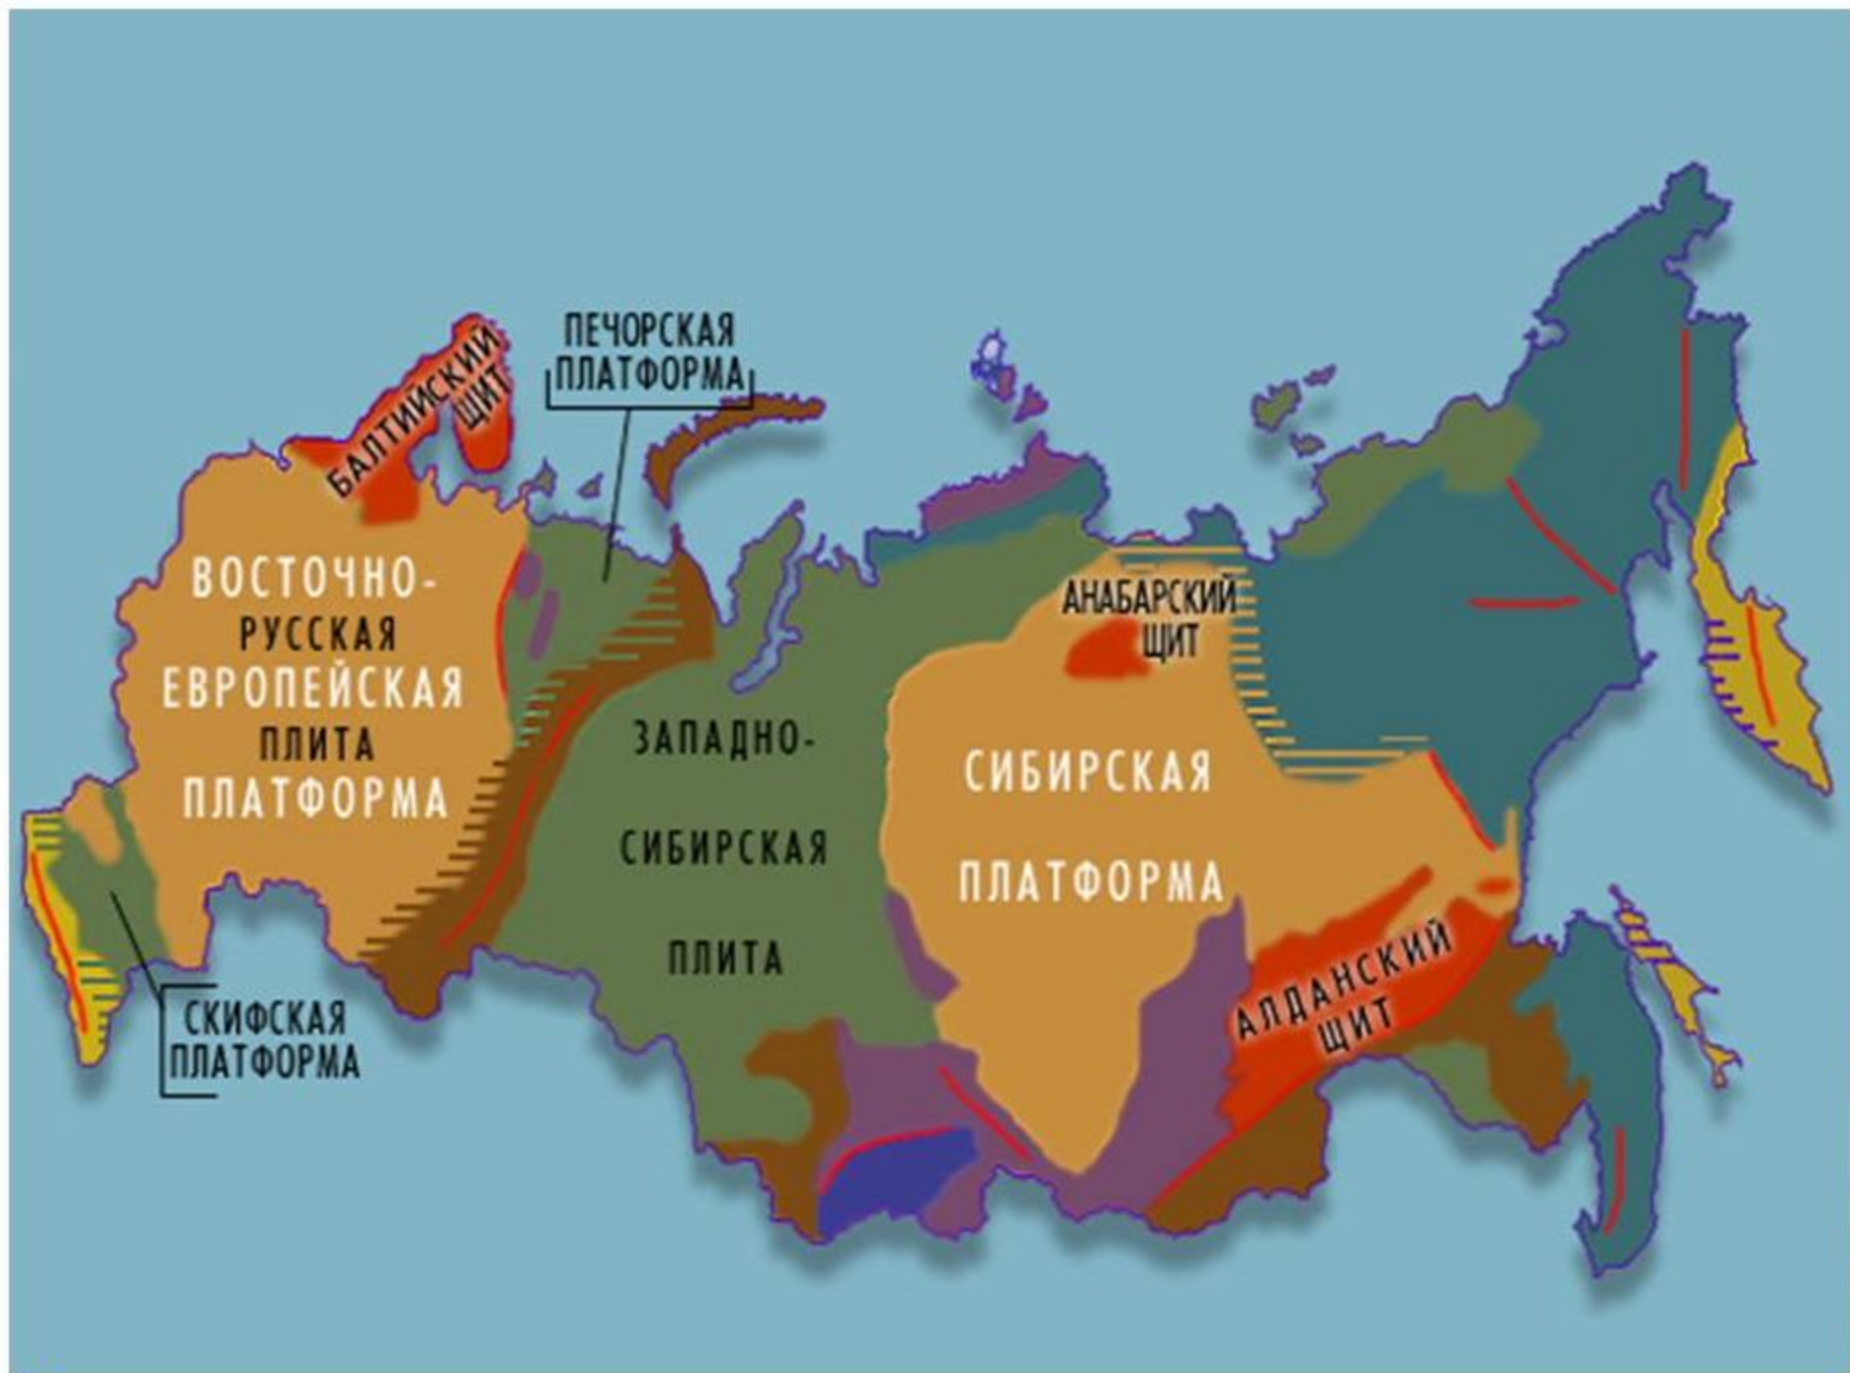 ПЕЧОРСКАЯ
ПЛАТФОРМА
БАЛТИЙСКИЙ
ЩИТ
ВОСТОЧНО-
РУССКАЯ
ЕВРОПЕЙСКАЯ
ПЛИТА
ПЛАТФОРМА
АНАБАРСКИЙ
ЩИТ
ЗАПАДНО-
СИБИРСКАЯ
ПЛИТА
СИБИРСКАЯ
ПЛАТФОРМА
АЛДАНСКИЙ
ЩИТ
СКИФСКАЯ
ПЛАТФОРМА